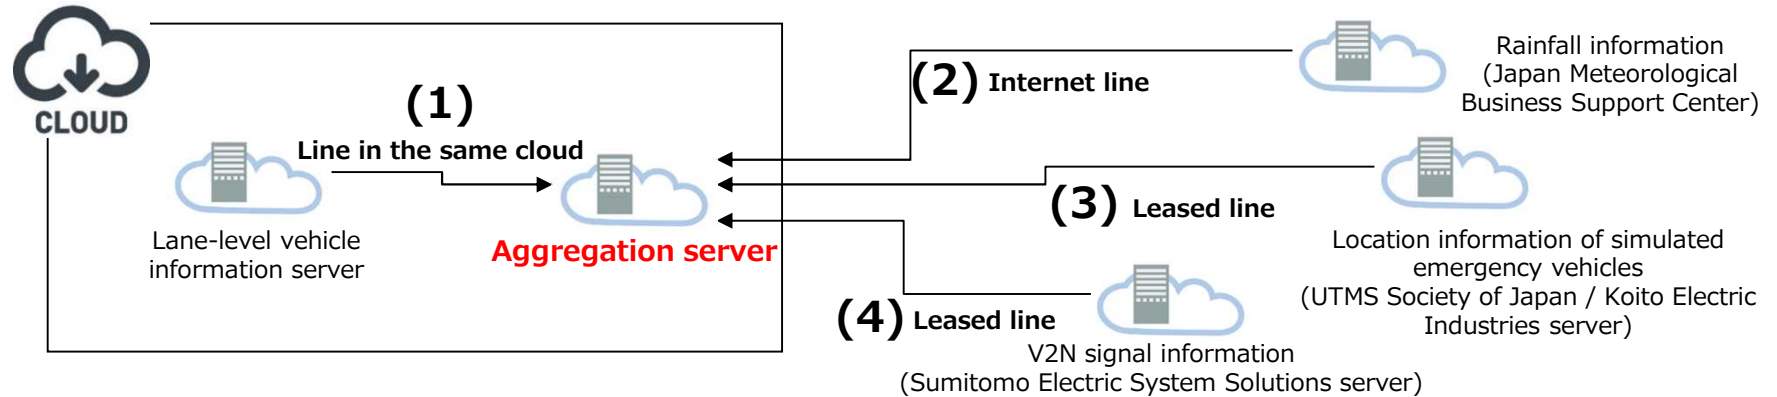 CLOUD
(1)
Line in the same cloud
Lane-level vehicle
information server
Aggregation server
(2) Internet line
Rainfall information
(Japan Meteorological
Business Support Center)
(3) Leased line
Location information of simulated
emergency vehicles
(UTMS Society of Japan / Koito Electric
Industries server)
(4) Leased line
V2N signal information
(Sumitomo Electric System Solutions server)